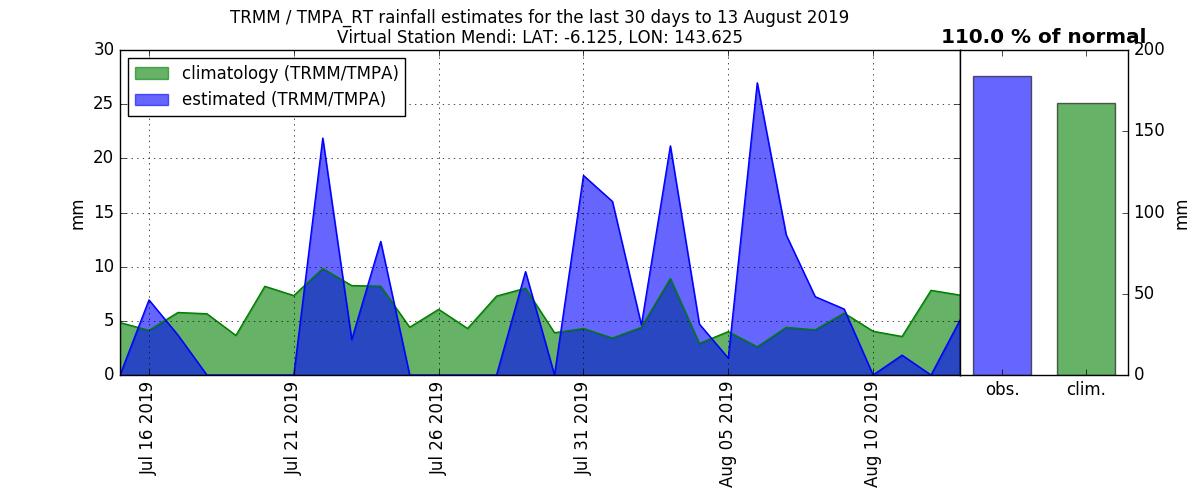 TRMM / TMPA_RT rainfall estimates for the last 30 days to 13 August 2019
Virtual Station Mendi: LAT: -6.125, LON: 143.625
110.0 % of normal
climatology (TRMM/TMPA)
estimated (TRMM/TMPA)
30
25
20
15
10
5
0
mm
Jul 16 2019
Jul 21 2019
Jul 26 2019
Jul 31 2019
Aug 05 2019
Aug 10 2019
200
150
100
50
0
mm
obs.
clim.